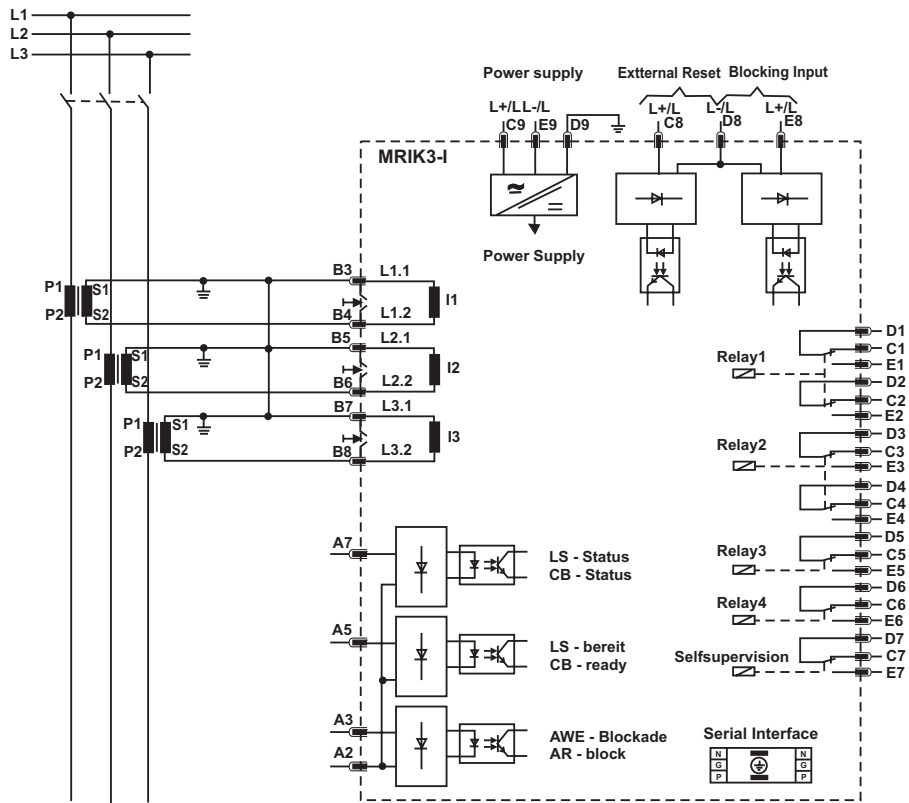 L1
L2
L3
Power supply
Extternal Reset
Blocking Input
L+/L
L-/L
L+/L
L-/L
L+/L
C9
E9
D9
C8
D8
E8
MRIK3-I
Power Supply
P1
S1
P2
S2
B3
L1.1
I1
B4
L1.2
P1
S1
P2
S2
B5
L2.1
I2
B6
L2.2
P1
S1
P2
S2
B7
L3.1
I3
B8
L3.2
Relay1
D1
C1
E1
D2
C2
E2
Relay2
D3
C3
E3
D4
C4
E4
Relay3
D5
C5
E5
Relay4
D6
C6
E6
Selfsupervision
D7
C7
E7
A7
LS - Status
CB - Status
A5
LS - bereit
CB - ready
A3
A2
AWE - Blockade
AR - block
Serial Interface
N
N
G
G
P
P